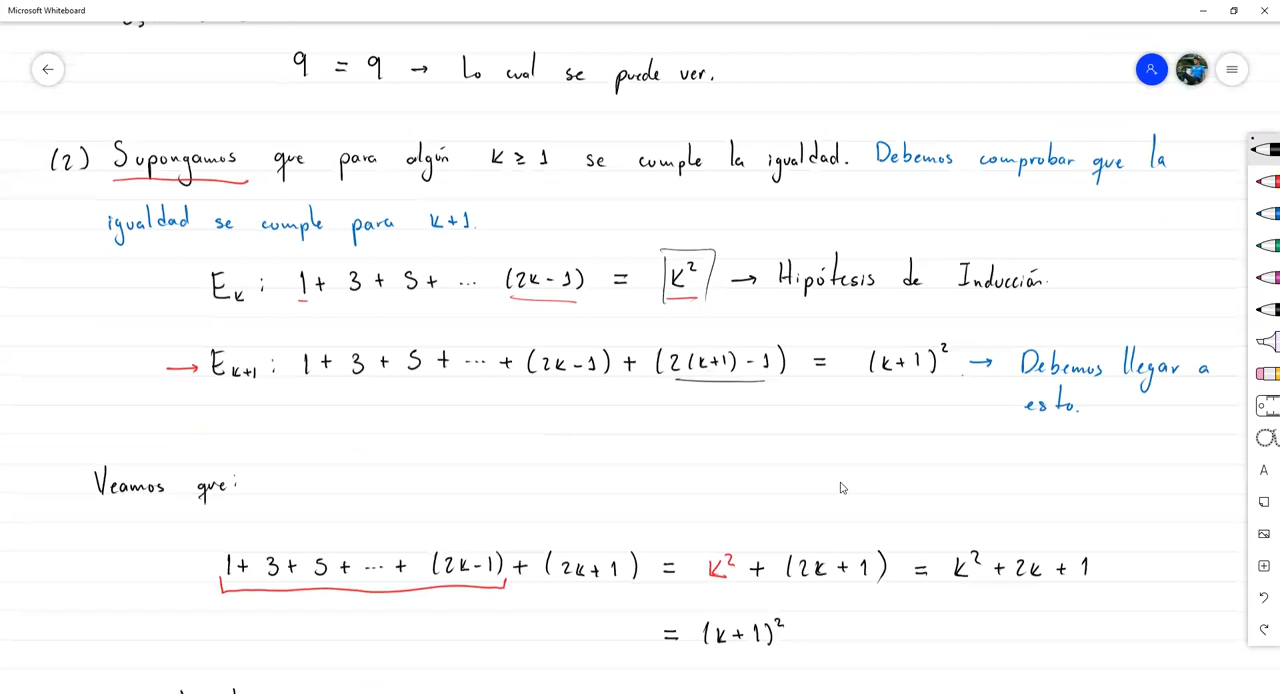 Microsoft Whiteboard
9 = 9 → Lo cual se puede ver.
(2) Supongamos que para algún k ≥ 1 se cumple la igualdad. Debemos comprobar que la
igualdad se cumple para k+1.
Ek : 1 + 3 + 5 + ... (2k - 1) = k² → Hipótesis de Inducción.
→ Ek+1 : 1 + 3 + 5 + ... + (2k - 1) + (2(k+1) - 1) = (k+1)² → Debemos llegar a
esto.
Veamos que:
1 + 3 + 5 + ... + (2k-1) + (2k+1) = k² + (2k + 1) = k² + 2k + 1
= (k+1)²
A